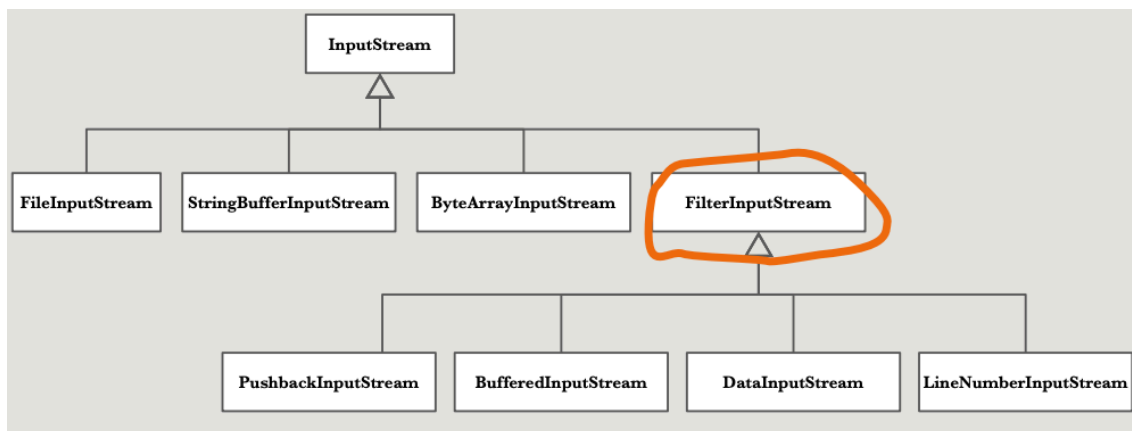 InputStream
FileInputStream
StringBufferInputStream
ByteArrayInputStream
FilterInputStream
PushbackInputStream
BufferedInputStream
DataInputStream
LineNumberInputStream